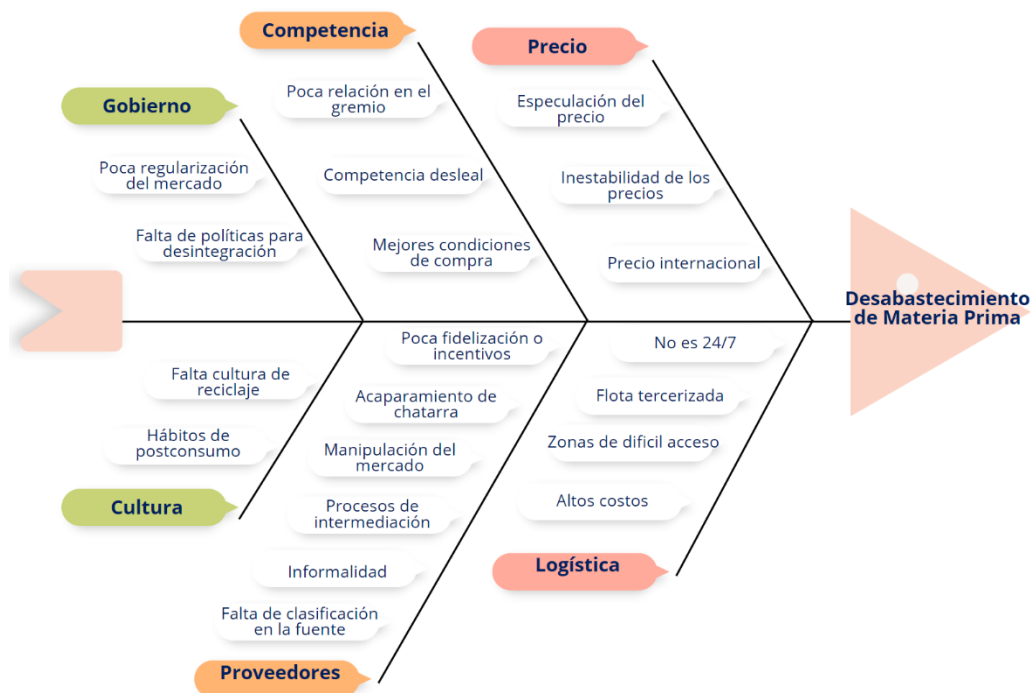 Competencia
Precio
Poca relación en el
gremio
Especulación del
precio
Gobierno
Poca regularización
del mercado
Competencia desleal
Inestabilidad de los
precios
Falta de políticas para
desintegración
Mejores condiciones
de compra
Precio internacional
Desabastecimiento
de Materia Prima
Poca fidelización o
incentivos
No es 24/7
Falta cultura de
reciclaje
Acaparamiento de
chatarra
Flota tercerizada
Hábitos de
postconsumo
Manipulación del
mercado
Zonas de dificil acceso
Cultura
Procesos de
intermediación
Altos costos
Informalidad
Logística
Falta de clasificación
en la fuente
Proveedores